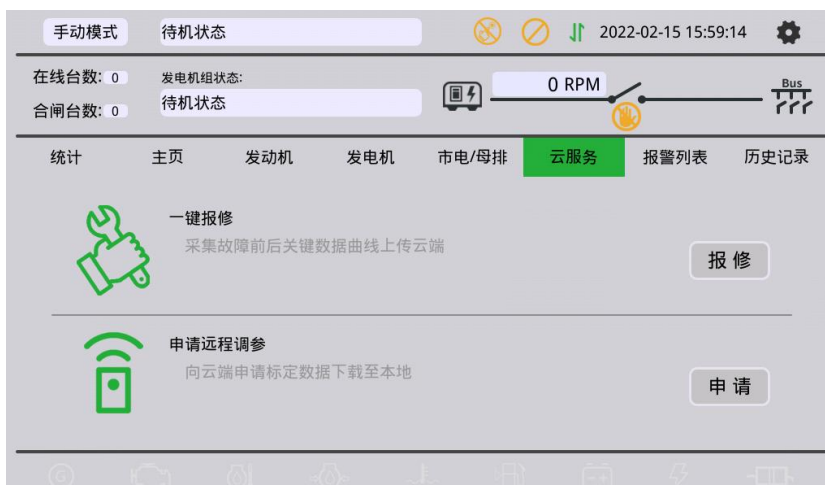 手动模式 待机状态 2022-02-15 15:59:14
在线台数: 0 发电机组状态:
合闸台数: 0 待机状态 0 RPM Bus
统计 主页 发动机 发电机 市电/母排 云服务 报警列表 历史记录
一键报修
采集故障前后关键数据曲线上传云端
报 修
申请远程调参
向云端申请标定数据下载至本地
申 请